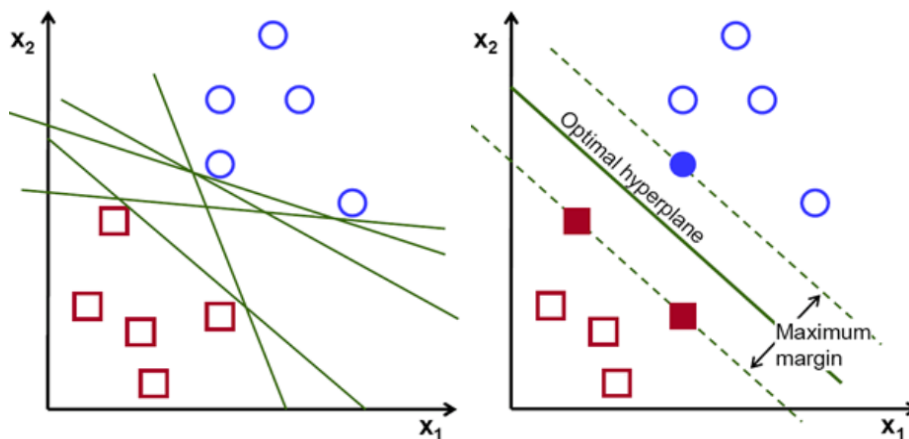 x₂
x₁
x₂
Optimal hyperplane
Maximum
margin
x₁